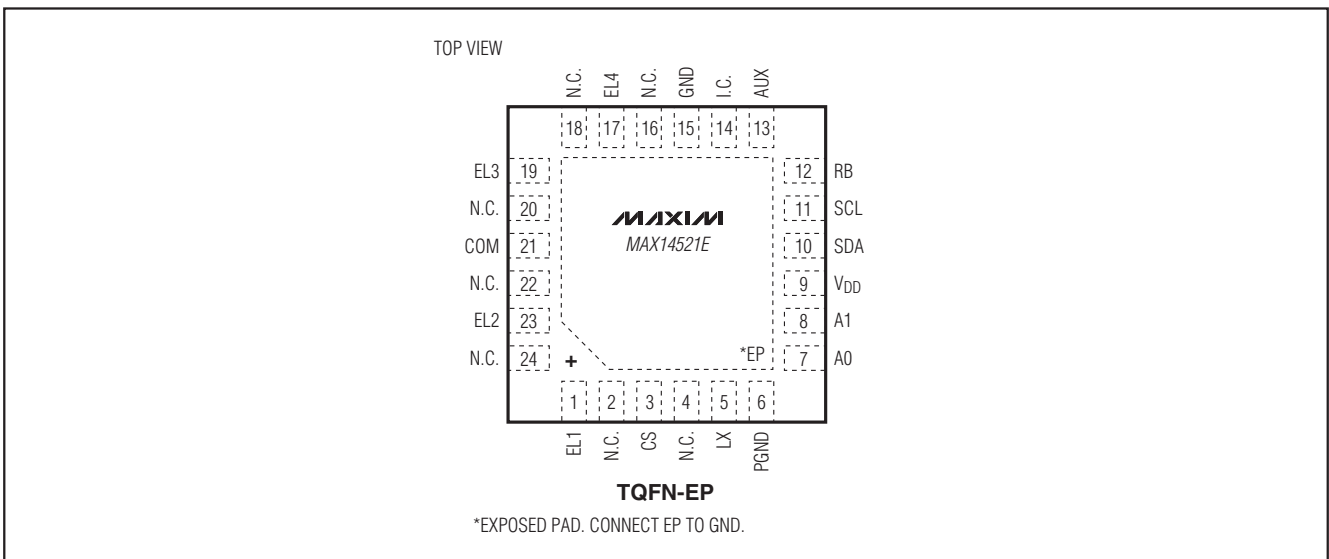 TOP VIEW
N.C. EL4 N.C. GND I.C. AUX
18 17 16 15 14 13
EL3 19 12 RB
N.C. 20 11 SCL
MAXIM
COM 21 MAX14521E 10 SDA
N.C. 22 9 VDD
EL2 23 8 A1
N.C. 24 + *EP 7 A0
1 2 3 4 5 6
EL1 N.C. CS N.C. LX PGND
TQFN-EP
*EXPOSED PAD. CONNECT EP TO GND.